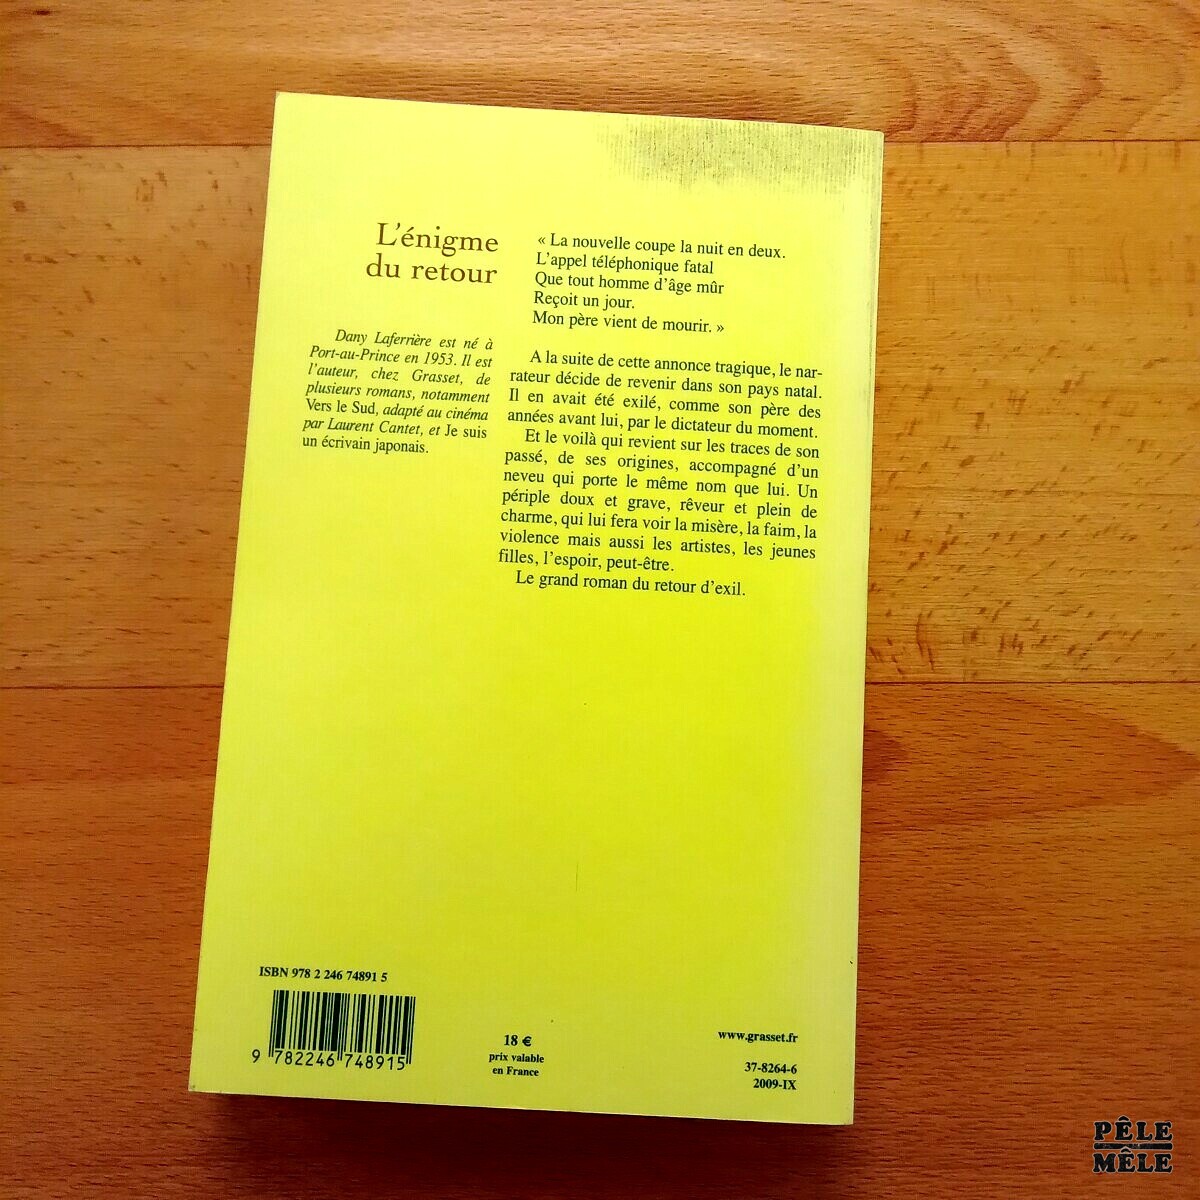 L'énigme
du retour
Dany Laferrière est né à
Port-au-Prince en 1953. Il est
l'auteur, chez Grasset, de
plusieurs romans, notamment
Vers le Sud, adapté au cinéma
par Laurent Cantet, et Je suis
un écrivain japonais.
« La nouvelle coupe la nuit en deux.
L'appel téléphonique fatal
Que tout homme d'âge mûr
Reçoit un jour.
Mon père vient de mourir. »
A la suite de cette annonce tragique, le nar-
rateur décide de revenir dans son pays natal.
Il en avait été exilé, comme son père des
années avant lui, par le dictateur du moment.
Et le voilà qui revient sur les traces de son
passé, de ses origines, accompagné d'un
neveu qui porte le même nom que lui. Un
périple doux et grave, rêveur et plein de
charme, qui lui fera voir la misère, la faim, la
violence mais aussi les artistes, les jeunes
filles, l'espoir, peut-être.
Le grand roman du retour d'exil.
ISBN 978 2 246 74891 5
9 782246 748915
18 €
prix valable
en France
www.grasset.fr
37-8264-6
2009-IX
PÊLE
MÊLE